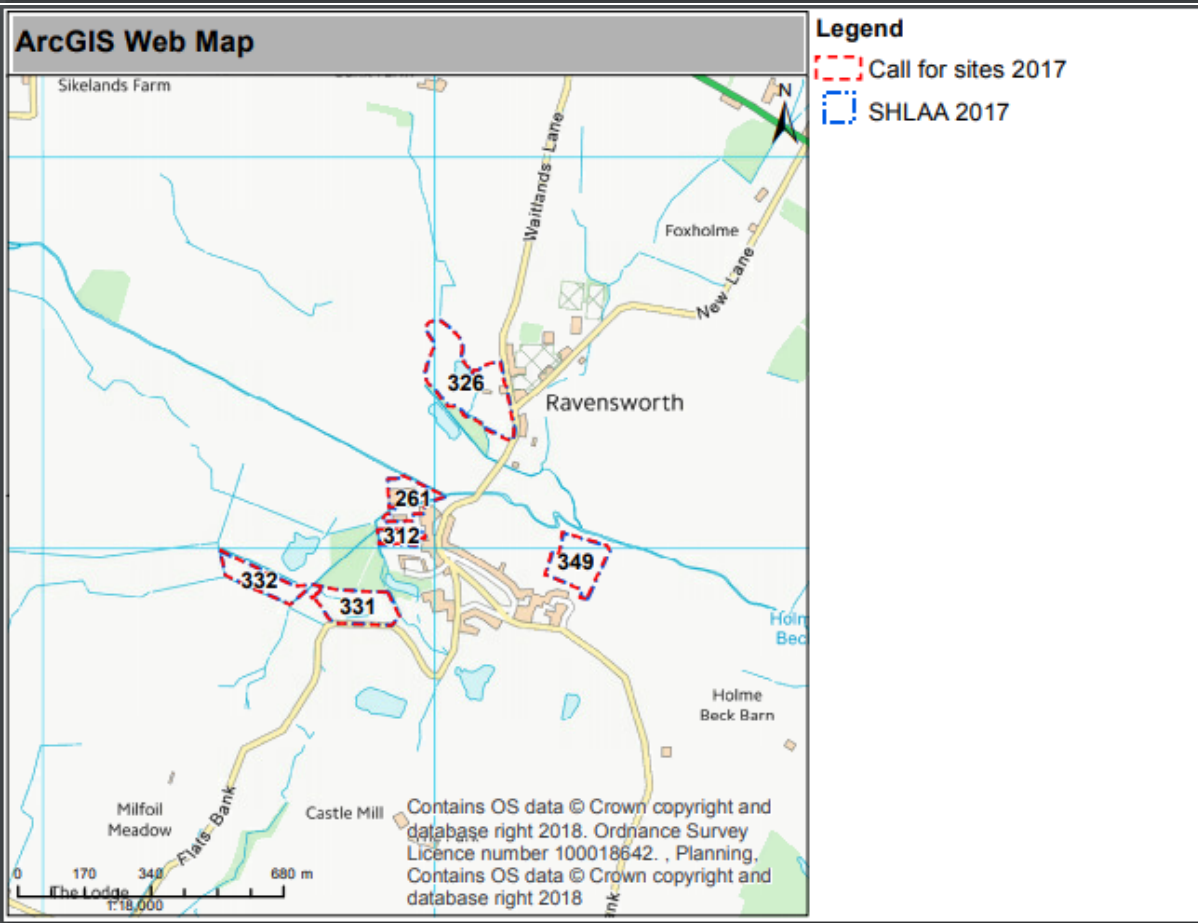 ArcGIS Web Map
Legend
Call for sites 2017
SHLAA 2017
Sikelands Farm
N
Waitlands Lane
Foxholme
New Lane
326
Ravensworth
261
312
349
332
331
Holme
Beck Barn
Milfoil
Meadow
Flats Bank
Castle Mill
0 170 340 680 m
The Lodge
1:18,000
Contains OS data © Crown copyright and
database right 2018. Ordnance Survey
Licence number 100018642. , Planning,
Contains OS data © Crown copyright and
database right 2018